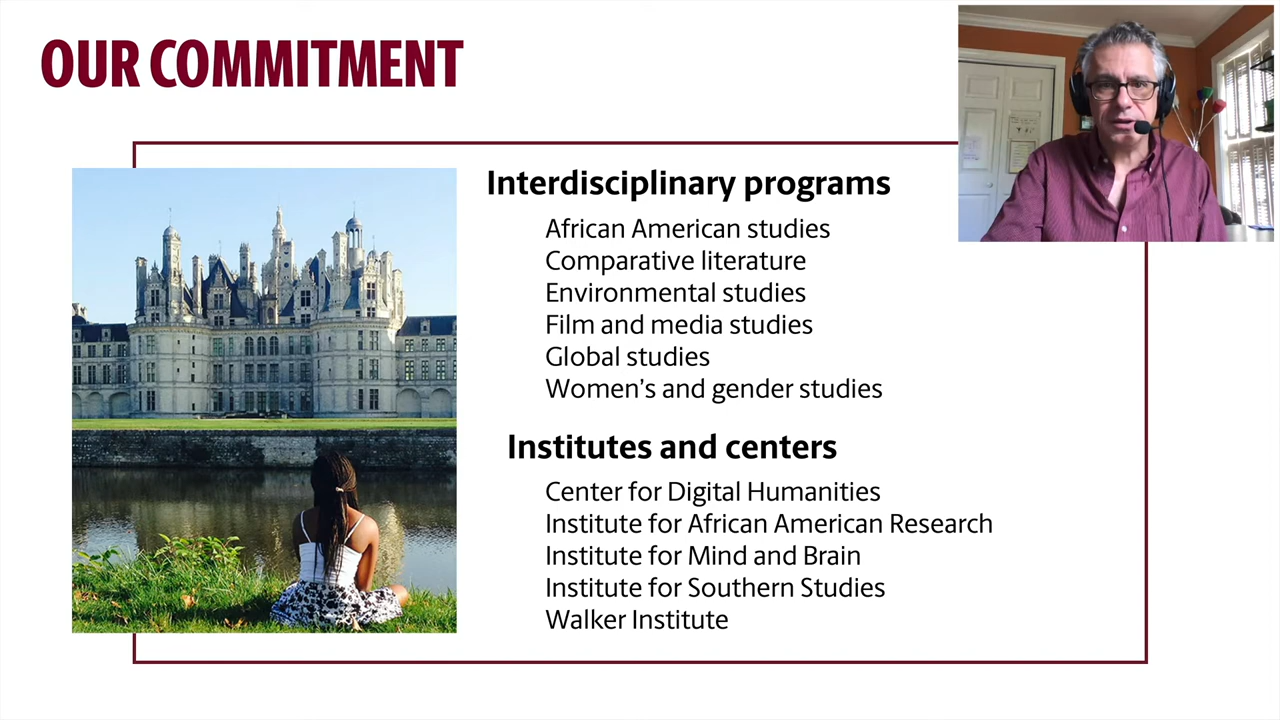 OUR COMMITMENT
Interdisciplinary programs
African American studies
Comparative literature
Environmental studies
Film and media studies
Global studies
Women's and gender studies
Institutes and centers
Center for Digital Humanities
Institute for African American Research
Institute for Mind and Brain
Institute for Southern Studies
Walker Institute